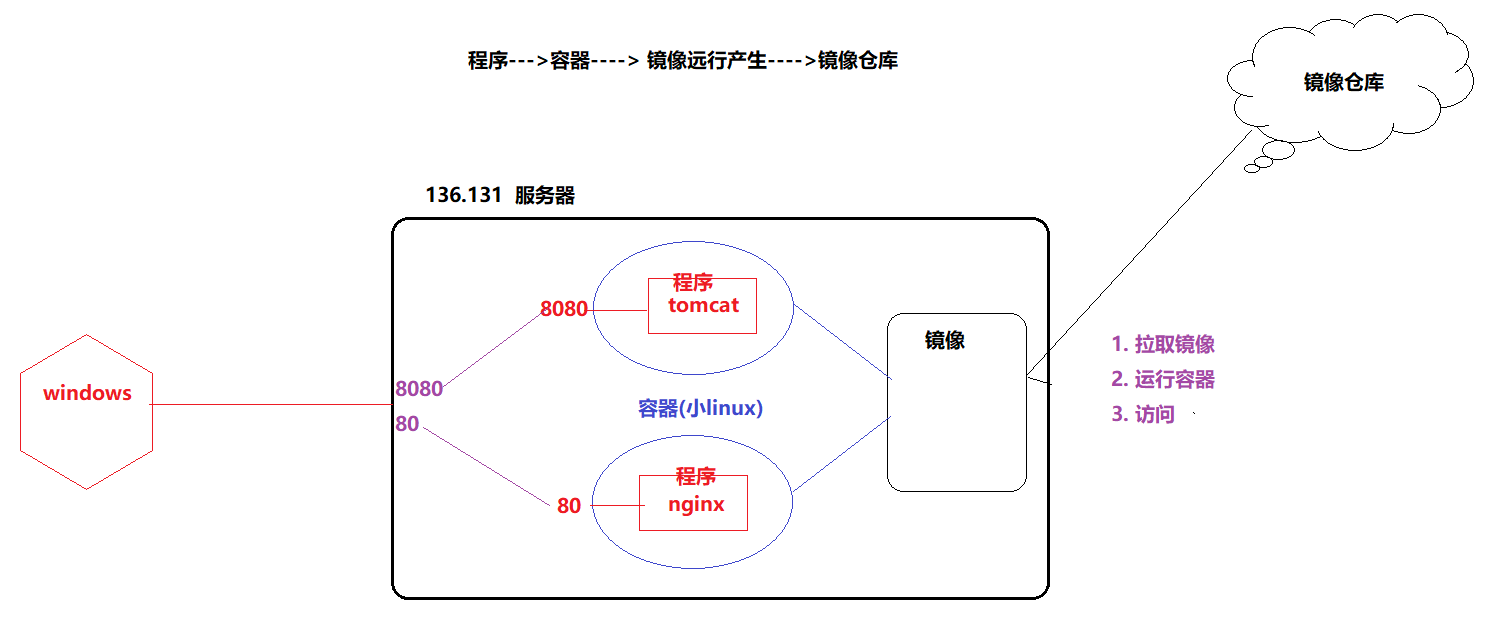 程序--->容器----> 镜像远行产生---->镜像仓库
镜像仓库
136.131 服务器
程序
tomcat
8080
镜像
1. 拉取镜像
2. 运行容器
3. 访问
windows
8080
80
容器(小linux)
程序
nginx
80